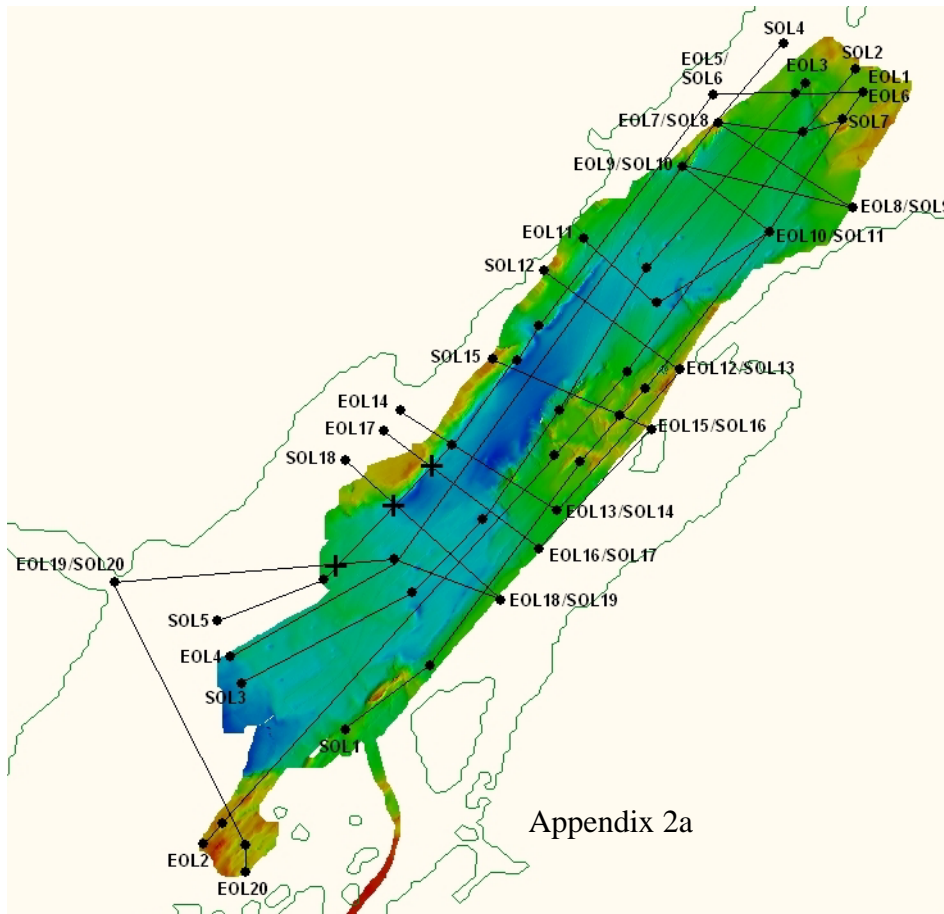 SOL4
SOL2
EOL5/
SOL6
EOL3
EOL1
EOL6
EOL7/SOL8
SOL7
EOL9/SOL10
EOL8/SOL9
EOL11
EOL10/SOL11
SOL12
SOL15
EOL12/SOL13
EOL14
EOL17
EOL15/SOL16
SOL18
EOL13/SOL14
EOL16/SOL17
EOL19/SOL20
EOL18/SOL19
SOL5
EOL4
SOL3
SOL1
Appendix 2a
EOL2
EOL20